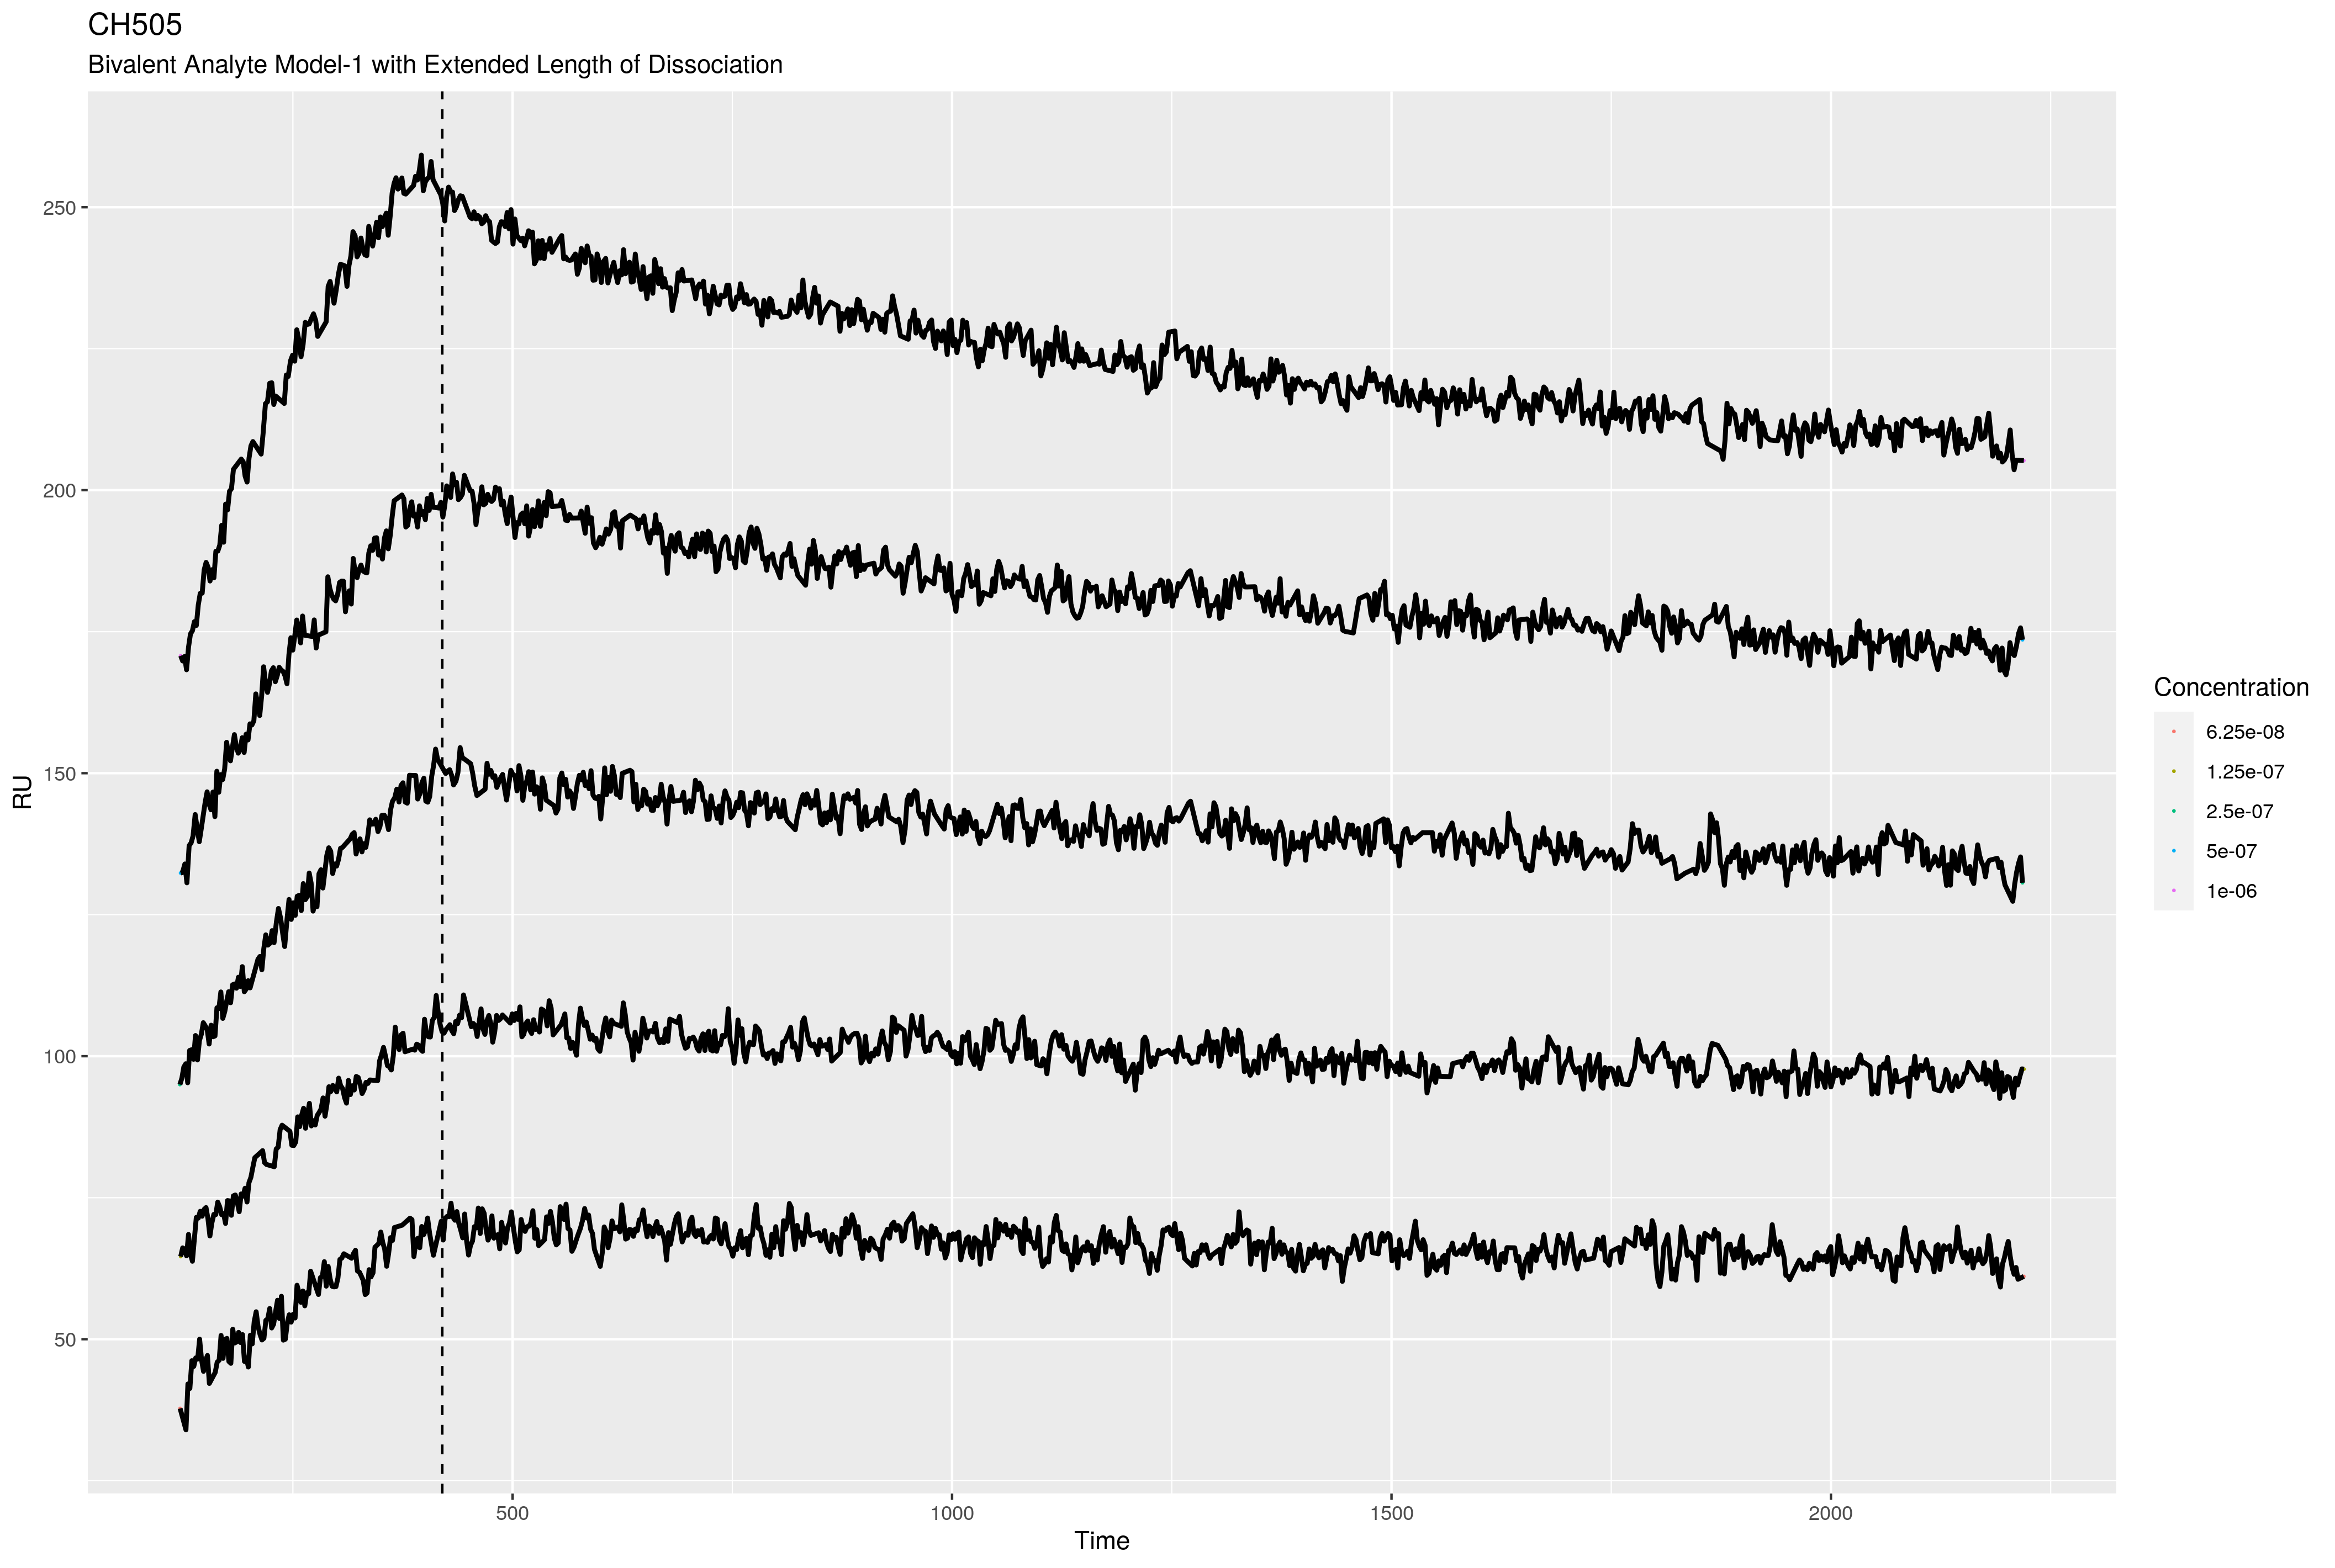 CH505
Bivalent Analyte Model-1 with Extended Length of Dissociation
250
200
150
100
50
RU
500
1000
1500
2000
Time
Concentration
6.25e-08
1.25e-07
2.5e-07
5e-07
1e-06